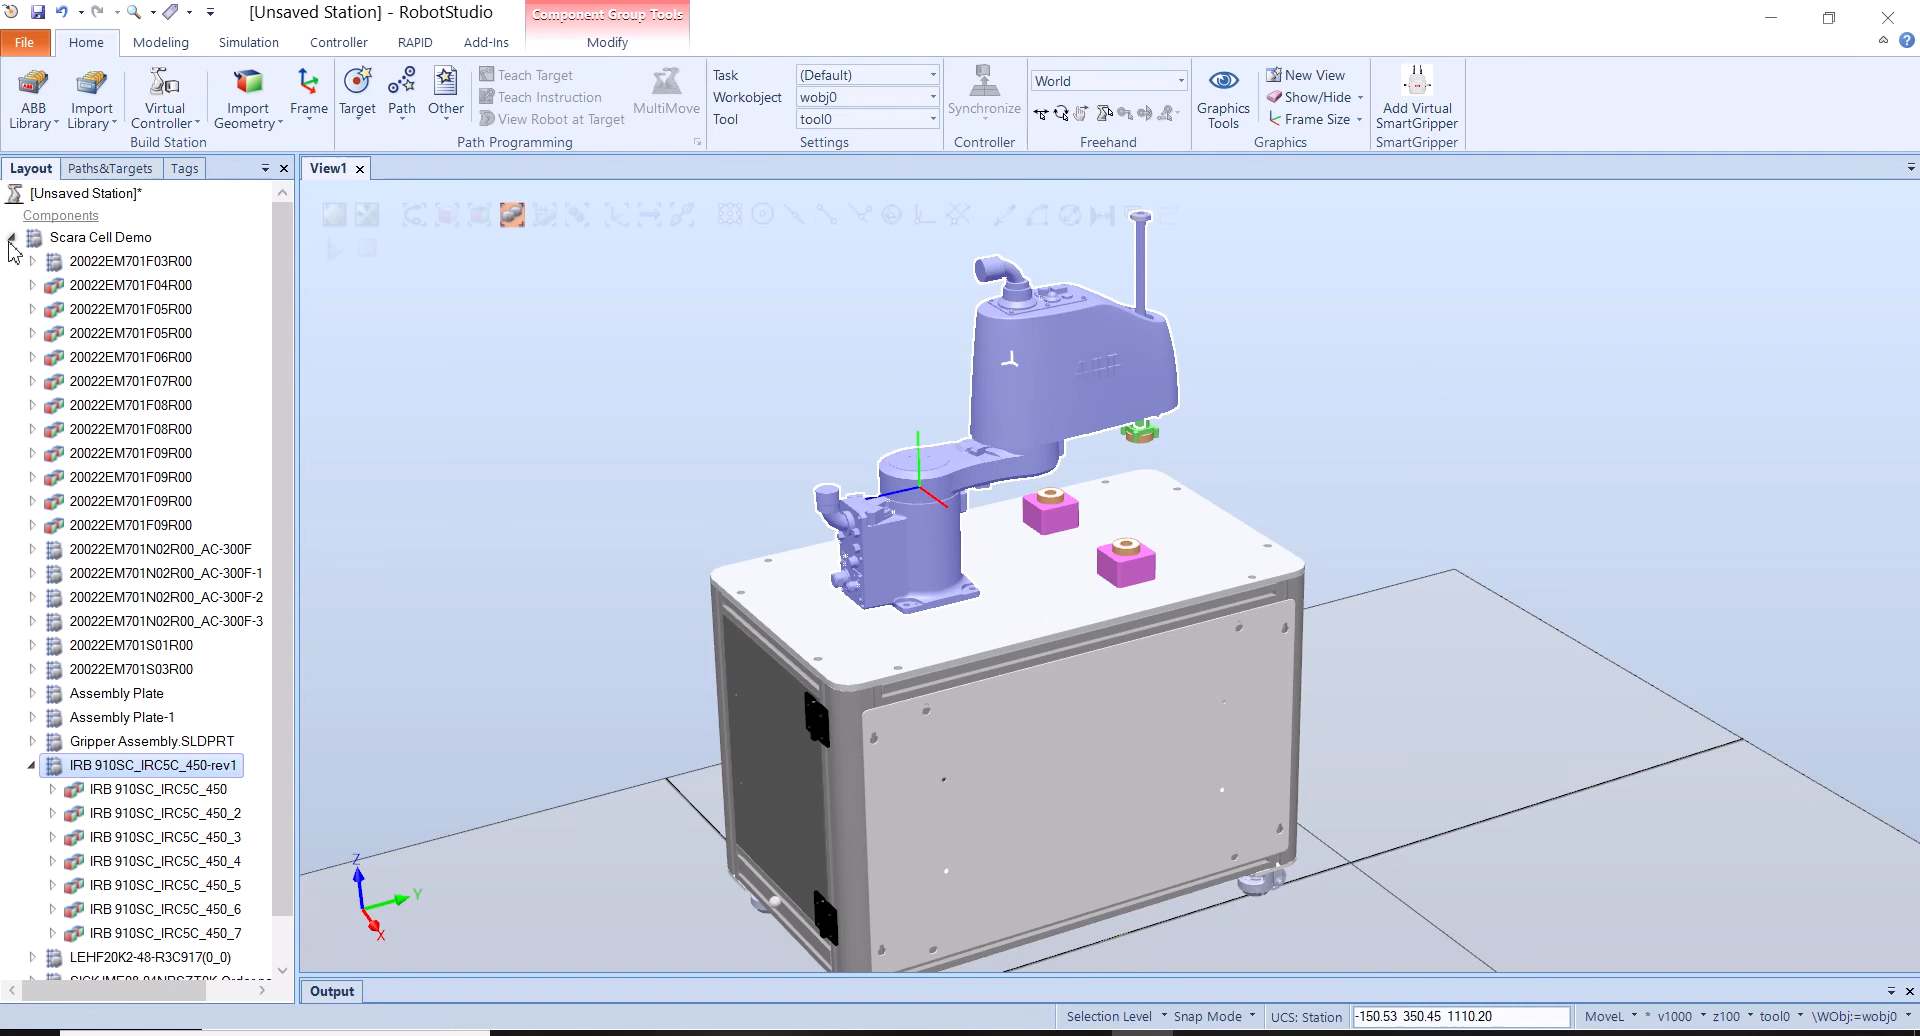 [Unsaved Station] - RobotStudio
Component Group Tools
File
Home
Modeling
Simulation
Controller
RAPID
Add-Ins
Modify
ABB Library
Import Library
Virtual Controller
Import Geometry
Frame
Build Station
Target
Path
Other
Teach Target
Teach Instruction
View Robot at Target
MultiMove
Path Programming
Task (Default)
Workobject wobj0
Tool tool0
Settings
Synchronize
Controller
World
Freehand
Graphics Tools
New View
Show/Hide
Frame Size
Graphics
Add Virtual SmartGripper
SmartGripper
Layout
Paths&Targets
Tags
View1
[Unsaved Station]*
Components
Scara Cell Demo
20022EM701F03R00
20022EM701F04R00
20022EM701F05R00
20022EM701F05R00
20022EM701F06R00
20022EM701F07R00
20022EM701F08R00
20022EM701F08R00
20022EM701F09R00
20022EM701F09R00
20022EM701F09R00
20022EM701F09R00
20022EM701N02R00_AC-300F
20022EM701N02R00_AC-300F-1
20022EM701N02R00_AC-300F-2
20022EM701N02R00_AC-300F-3
20022EM701S01R00
20022EM701S03R00
Assembly Plate
Assembly Plate-1
Gripper Assembly.SLDPRT
IRB 910SC_IRC5C_450-rev1
IRB 910SC_IRC5C_450
IRB 910SC_IRC5C_450_2
IRB 910SC_IRC5C_450_3
IRB 910SC_IRC5C_450_4
IRB 910SC_IRC5C_450_5
IRB 910SC_IRC5C_450_6
IRB 910SC_IRC5C_450_7
LEHF20K2-48-R3C917(0_0)
ABB
Z
Y
X
Output
Selection Level
Snap Mode
UCS: Station
-150.53 350.45 1110.20
MoveL * v1000 z100 tool0 \WObj:=wobj0